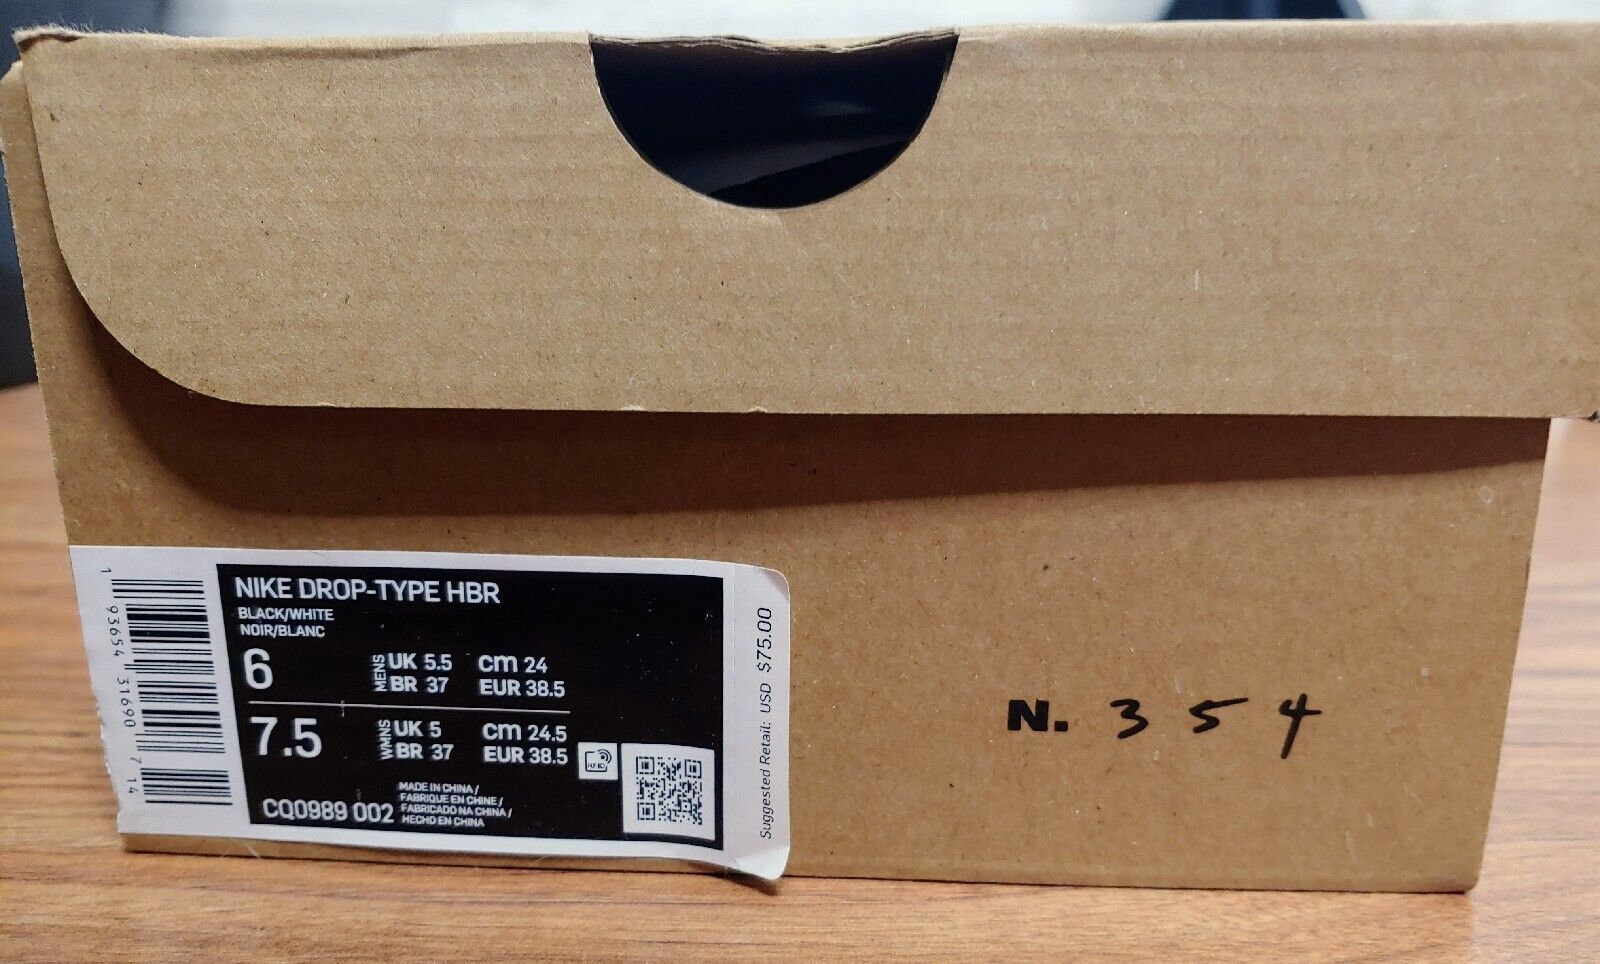 NIKE DROP-TYPE HBR
BLACK/WHITE
NOIR/BLANC
6 MENS UK 5.5 cm 24
BR 37 EUR 38.5
7.5 WMNS UK 5 cm 24.5
BR 37 EUR 38.5
RFID
CQ0989 002
MADE IN CHINA /
FABRIQUE EN CHINE /
FABRICADO NA CHINA /
HECHO EN CHINA
1 93654 31690 7 14
Suggested Retail: USD $75.00
N. 354